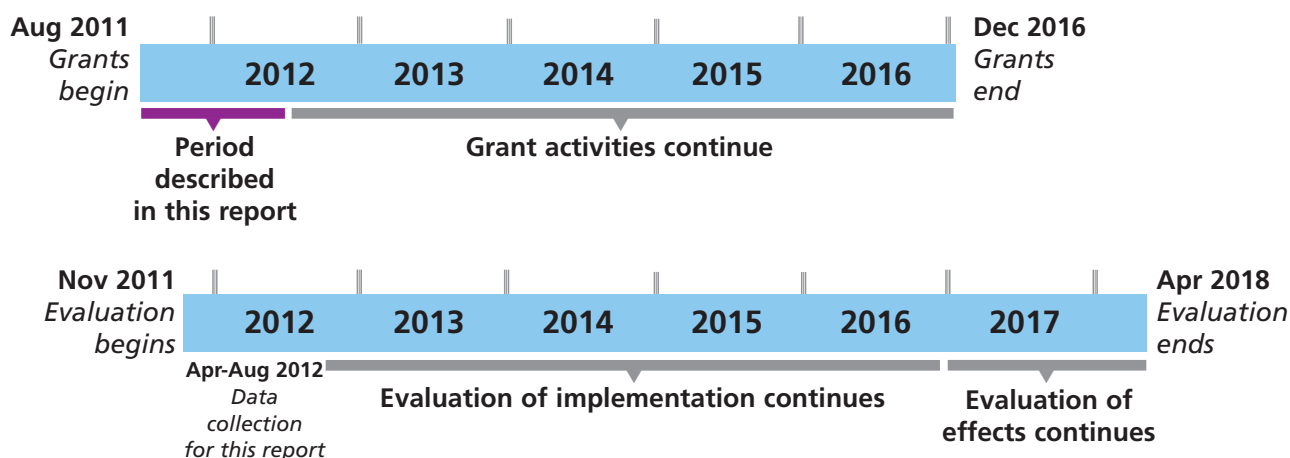 Aug 2011
Grants
begin
2012 2013 2014 2015 2016
Dec 2016
Grants
end
Period
described
in this report
Grant activities continue
Nov 2011
Evaluation
begins
2012 2013 2014 2015 2016 2017
Apr 2018
Evaluation
ends
Apr-Aug 2012
Data
collection
for this report
Evaluation of implementation continues
Evaluation of
effects continues